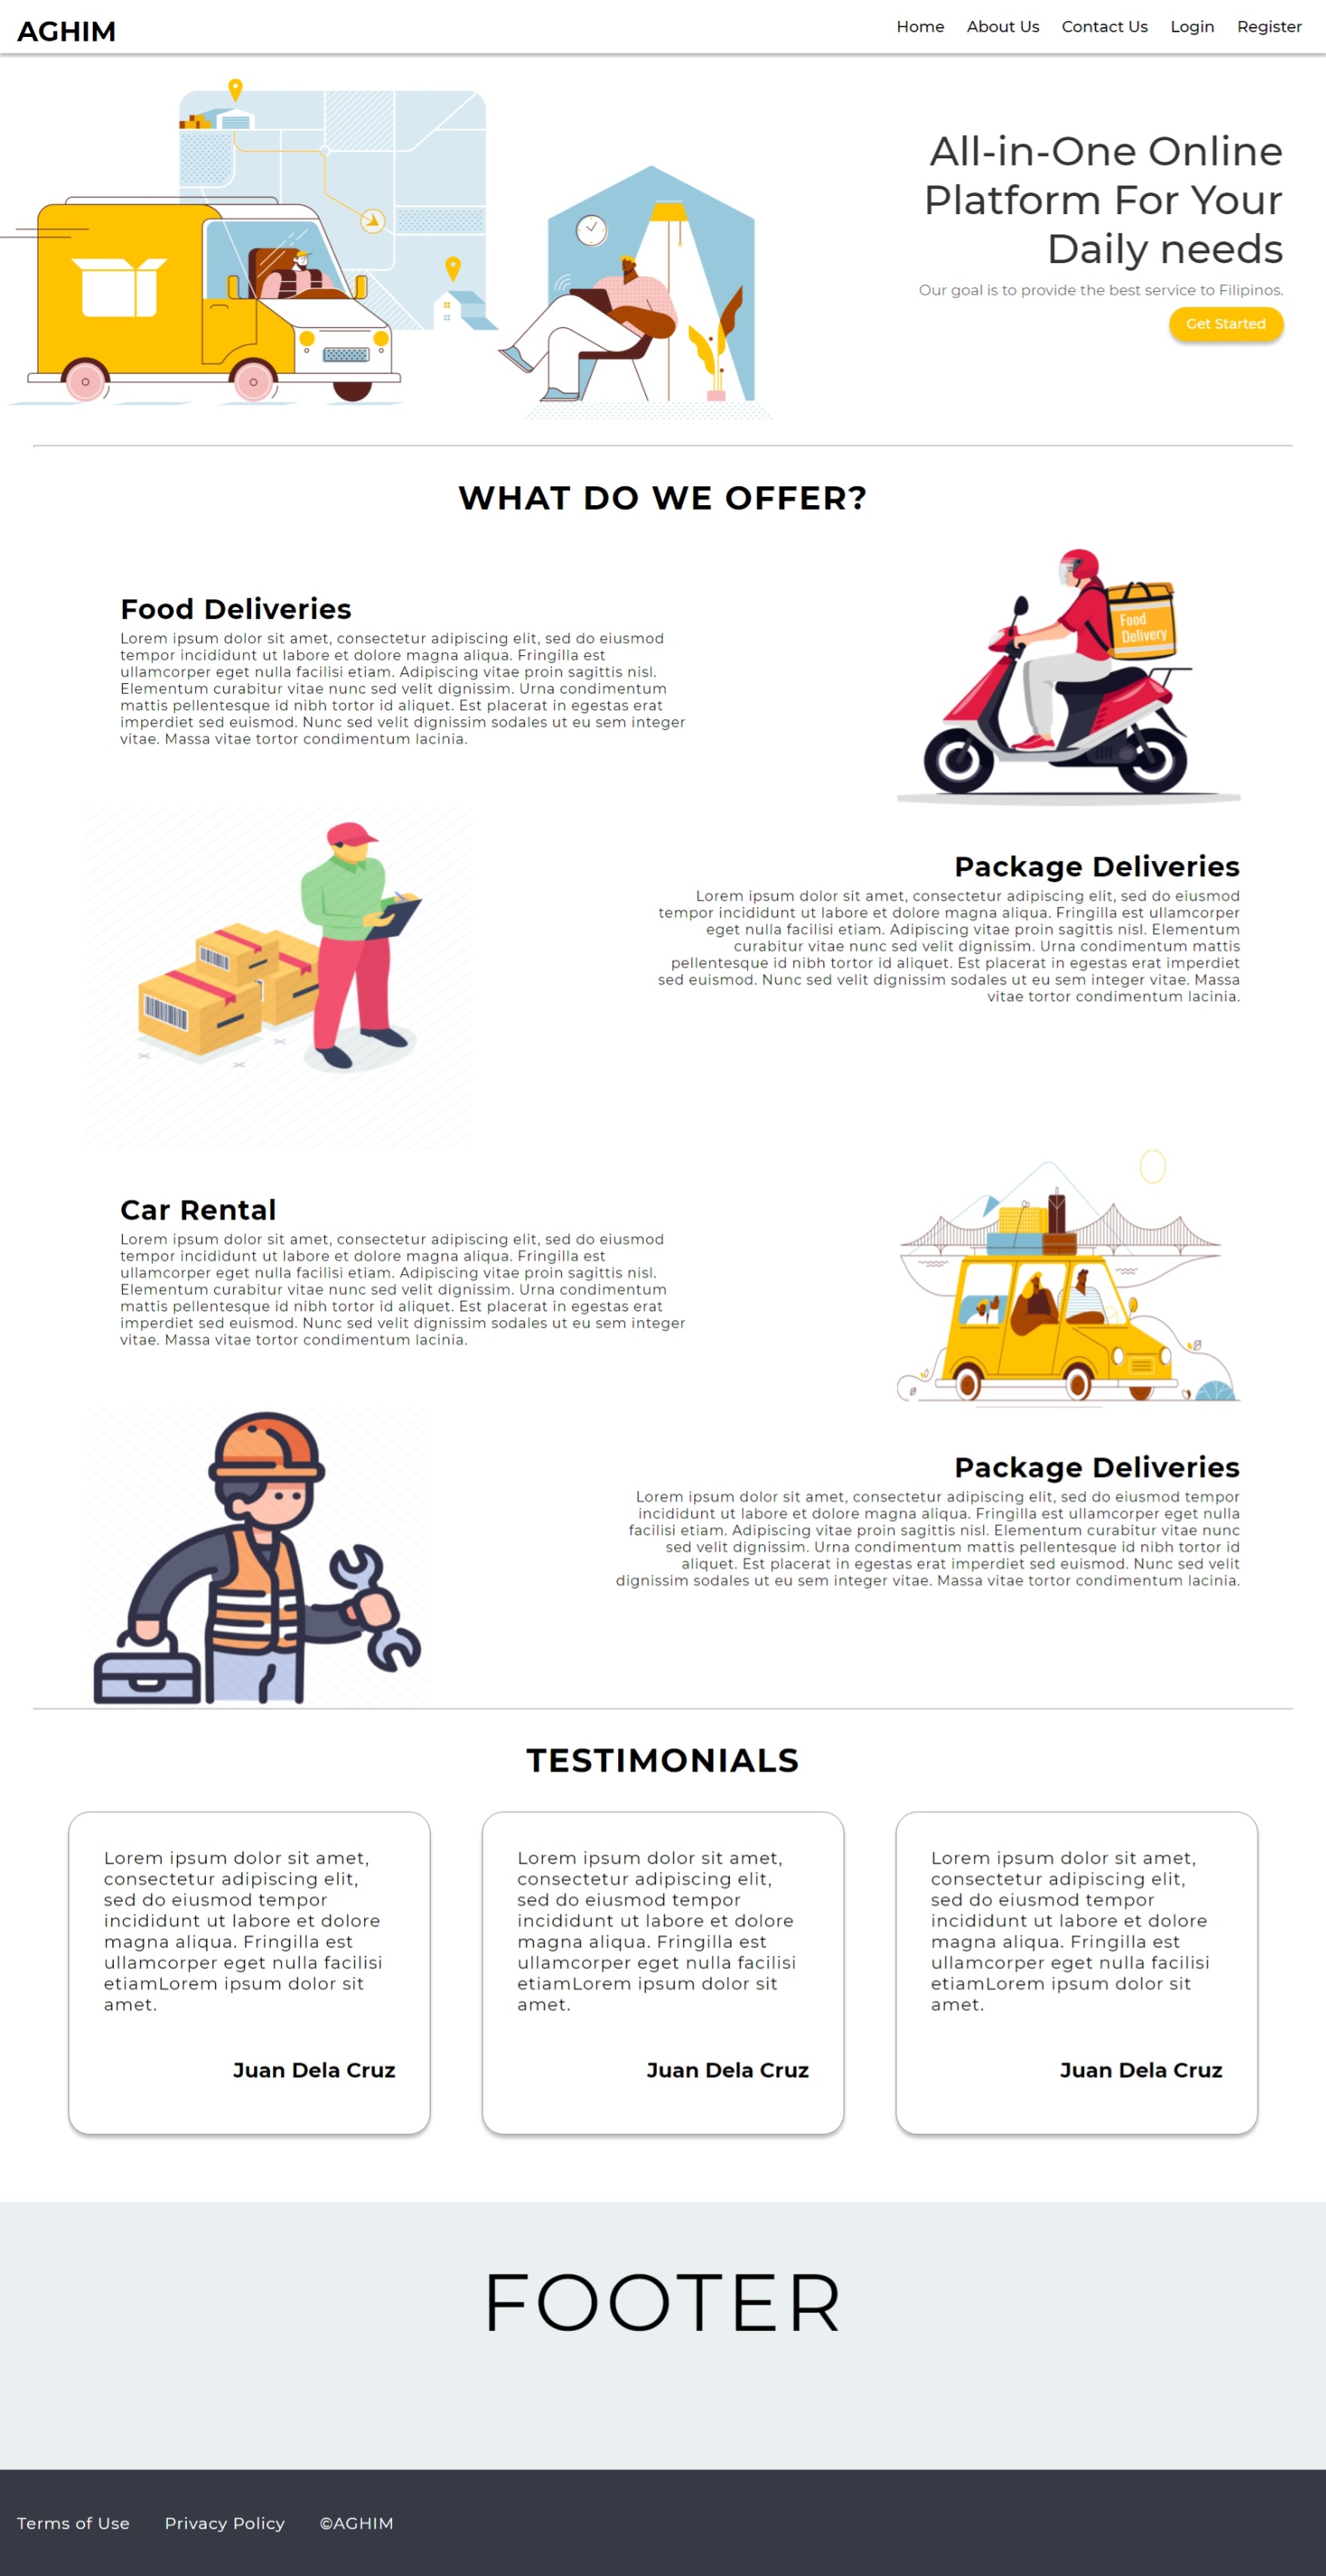 AGHIM
Home About Us Contact Us Login Register
All-in-One Online
Platform For Your
Daily needs
Our goal is to provide the best service to Filipinos.
Get Started
WHAT DO WE OFFER?
Food Deliveries
Lorem ipsum dolor sit amet, consectetur adipiscing elit, sed do eiusmod
tempor incididunt ut labore et dolore magna aliqua. Fringilla est
ullamcorper eget nulla facilisi etiam. Adipiscing vitae proin sagittis nisl.
Elementum curabitur vitae nunc sed velit dignissim. Urna condimentum
mattis pellentesque id nibh tortor id aliquet. Est placerat in egestas erat
imperdiet sed euismod. Nunc sed velit dignissim sodales ut eu sem integer
vitae. Massa vitae tortor condimentum lacinia.
Food
Delivery
Package Deliveries
Lorem ipsum dolor sit amet, consectetur adipiscing elit, sed do eiusmod
tempor incididunt ut labore et dolore magna aliqua. Fringilla est ullamcorper
eget nulla facilisi etiam. Adipiscing vitae proin sagittis nisl. Elementum
curabitur vitae nunc sed velit dignissim. Urna condimentum mattis
pellentesque id nibh tortor id aliquet. Est placerat in egestas erat imperdiet
sed euismod. Nunc sed velit dignissim sodales ut eu sem integer vitae. Massa
vitae tortor condimentum lacinia.
Car Rental
Lorem ipsum dolor sit amet, consectetur adipiscing elit, sed do eiusmod
tempor incididunt ut labore et dolore magna aliqua. Fringilla est
ullamcorper eget nulla facilisi etiam. Adipiscing vitae proin sagittis nisl.
Elementum curabitur vitae nunc sed velit dignissim. Urna condimentum
mattis pellentesque id nibh tortor id aliquet. Est placerat in egestas erat
imperdiet sed euismod. Nunc sed velit dignissim sodales ut eu sem integer
vitae. Massa vitae tortor condimentum lacinia.
Package Deliveries
Lorem ipsum dolor sit amet, consectetur adipiscing elit, sed do eiusmod tempor
incididunt ut labore et dolore magna aliqua. Fringilla est ullamcorper eget nulla
facilisi etiam. Adipiscing vitae proin sagittis nisl. Elementum curabitur vitae nunc
sed velit dignissim. Urna condimentum mattis pellentesque id nibh tortor id
aliquet. Est placerat in egestas erat imperdiet sed euismod. Nunc sed velit
dignissim sodales ut eu sem integer vitae. Massa vitae tortor condimentum lacinia.
TESTIMONIALS
Lorem ipsum dolor sit amet,
consectetur adipiscing elit,
sed do eiusmod tempor
incididunt ut labore et dolore
magna aliqua. Fringilla est
ullamcorper eget nulla facilisi
etiamLorem ipsum dolor sit
amet.
Juan Dela Cruz
Lorem ipsum dolor sit amet,
consectetur adipiscing elit,
sed do eiusmod tempor
incididunt ut labore et dolore
magna aliqua. Fringilla est
ullamcorper eget nulla facilisi
etiamLorem ipsum dolor sit
amet.
Juan Dela Cruz
Lorem ipsum dolor sit amet,
consectetur adipiscing elit,
sed do eiusmod tempor
incididunt ut labore et dolore
magna aliqua. Fringilla est
ullamcorper eget nulla facilisi
etiamLorem ipsum dolor sit
amet.
Juan Dela Cruz
FOOTER
Terms of Use Privacy Policy ©AGHIM